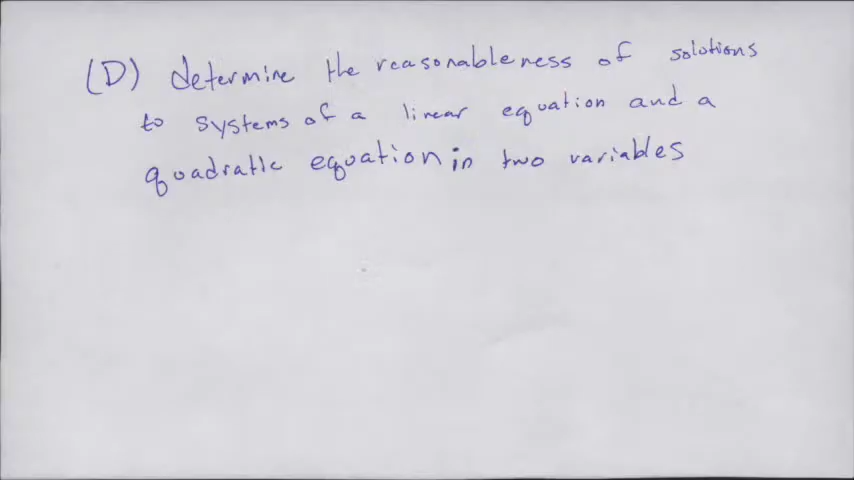 (D) determine the reasonableness of solutions
to systems of a linear equation and a
quadratic equation in two variables